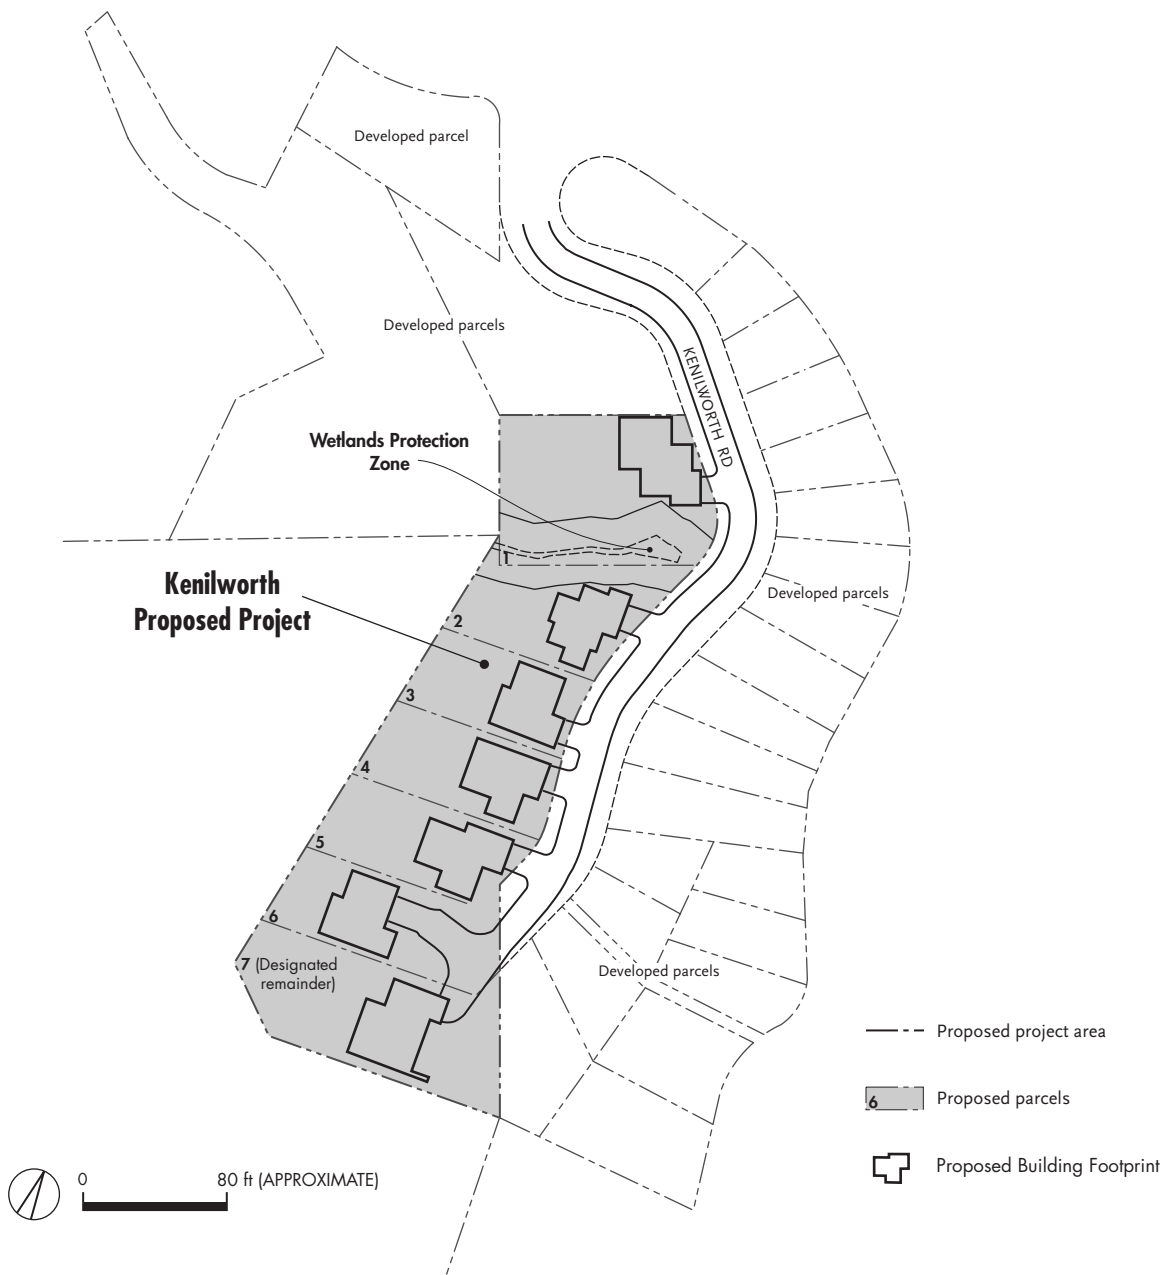 Developed parcel
Developed parcels
KENILWORTH RD
Wetlands Protection
Zone
1
Kenilworth
Proposed Project
Developed parcels
2
3
4
5
6
7 (Designated
remainder)
Developed parcels
Proposed project area
6
Proposed parcels
Proposed Building Footprint
0
80 ft (APPROXIMATE)